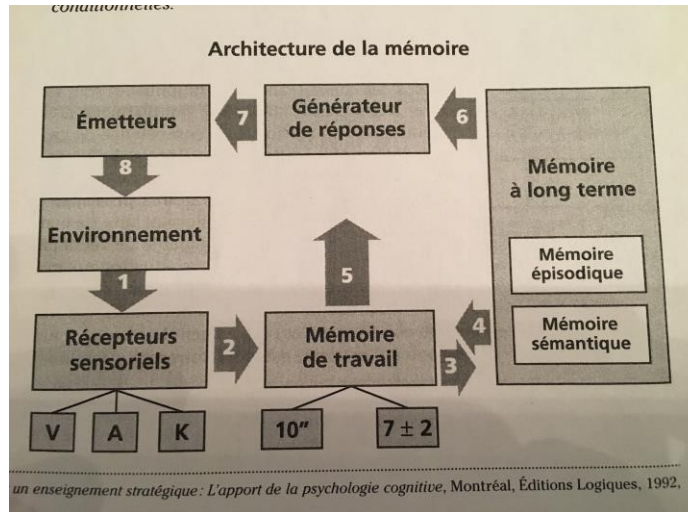 conditionnelles.
Architecture de la mémoire
Émetteurs
7
Générateur
de réponses
6
Mémoire
à long terme
8
Environnement
Mémoire
épisodique
1
5
Récepteurs
sensoriels
2
Mémoire
de travail
4
3
Mémoire
sémantique
V
A
K
10″
7 ± 2
un enseignement stratégique : L'apport de la psychologie cognitive, Montréal, Éditions Logiques, 1992,